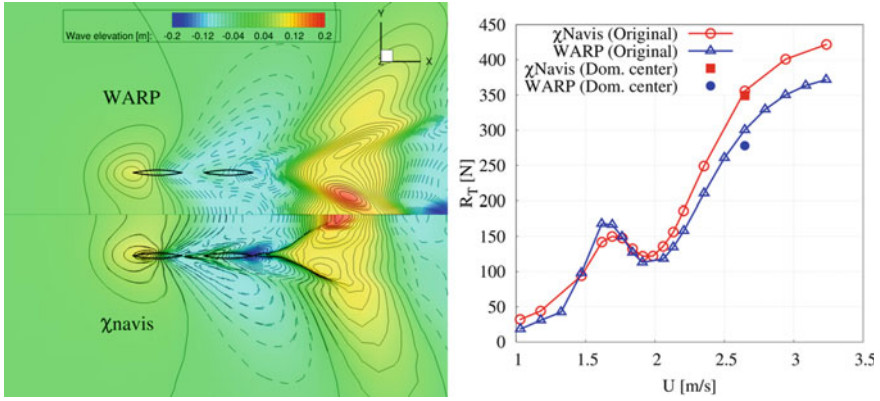 Wave elevation [m]:
-0.2 -0.12 -0.04 0.04 0.12 0.2
Y
Z
X
WARP
χnavis
χNavis (Original)
WARP (Original)
χNavis (Dom. center)
WARP (Dom. center)
450
400
350
300
250
200
150
100
50
0
R_T [N]
1 1.5 2 2.5 3 3.5
U [m/s]